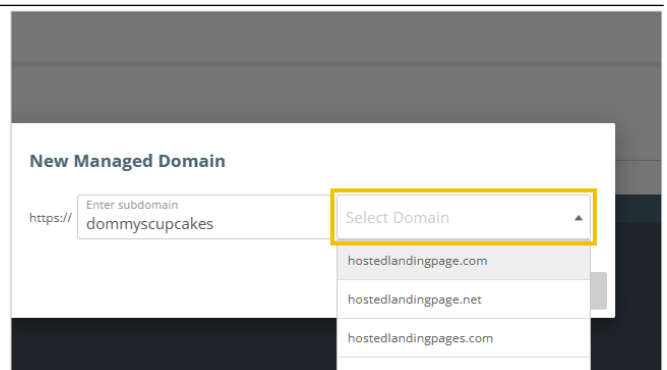 New Managed Domain
Enter subdomain
https://
dommyscupcakes
Select Domain
hostedlandingpage.com
hostedlandingpage.net
hostedlandingpages.com